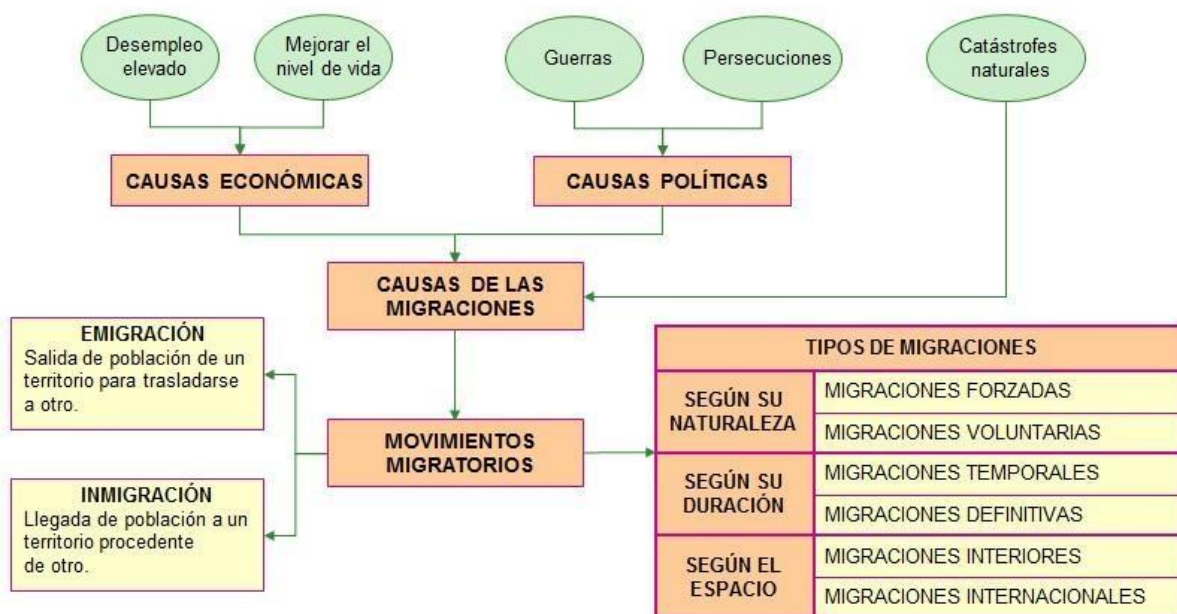 Desempleo
elevado
Mejorar el
nivel de vida
Guerras
Persecuciones
Catástrofes
naturales
CAUSAS ECONÓMICAS
CAUSAS POLÍTICAS
CAUSAS DE LAS
MIGRACIONES
EMIGRACIÓN
Salida de población de un
territorio para trasladarse
a otro.
MOVIMIENTOS
MIGRATORIOS
INMIGRACIÓN
Llegada de población a un
territorio procedente
de otro.
TIPOS DE MIGRACIONES
SEGÚN SU
NATURALEZA
MIGRACIONES FORZADAS
MIGRACIONES VOLUNTARIAS
SEGÚN SU
DURACIÓN
MIGRACIONES TEMPORALES
MIGRACIONES DEFINITIVAS
SEGÚN EL
ESPACIO
MIGRACIONES INTERIORES
MIGRACIONES INTERNACIONALES